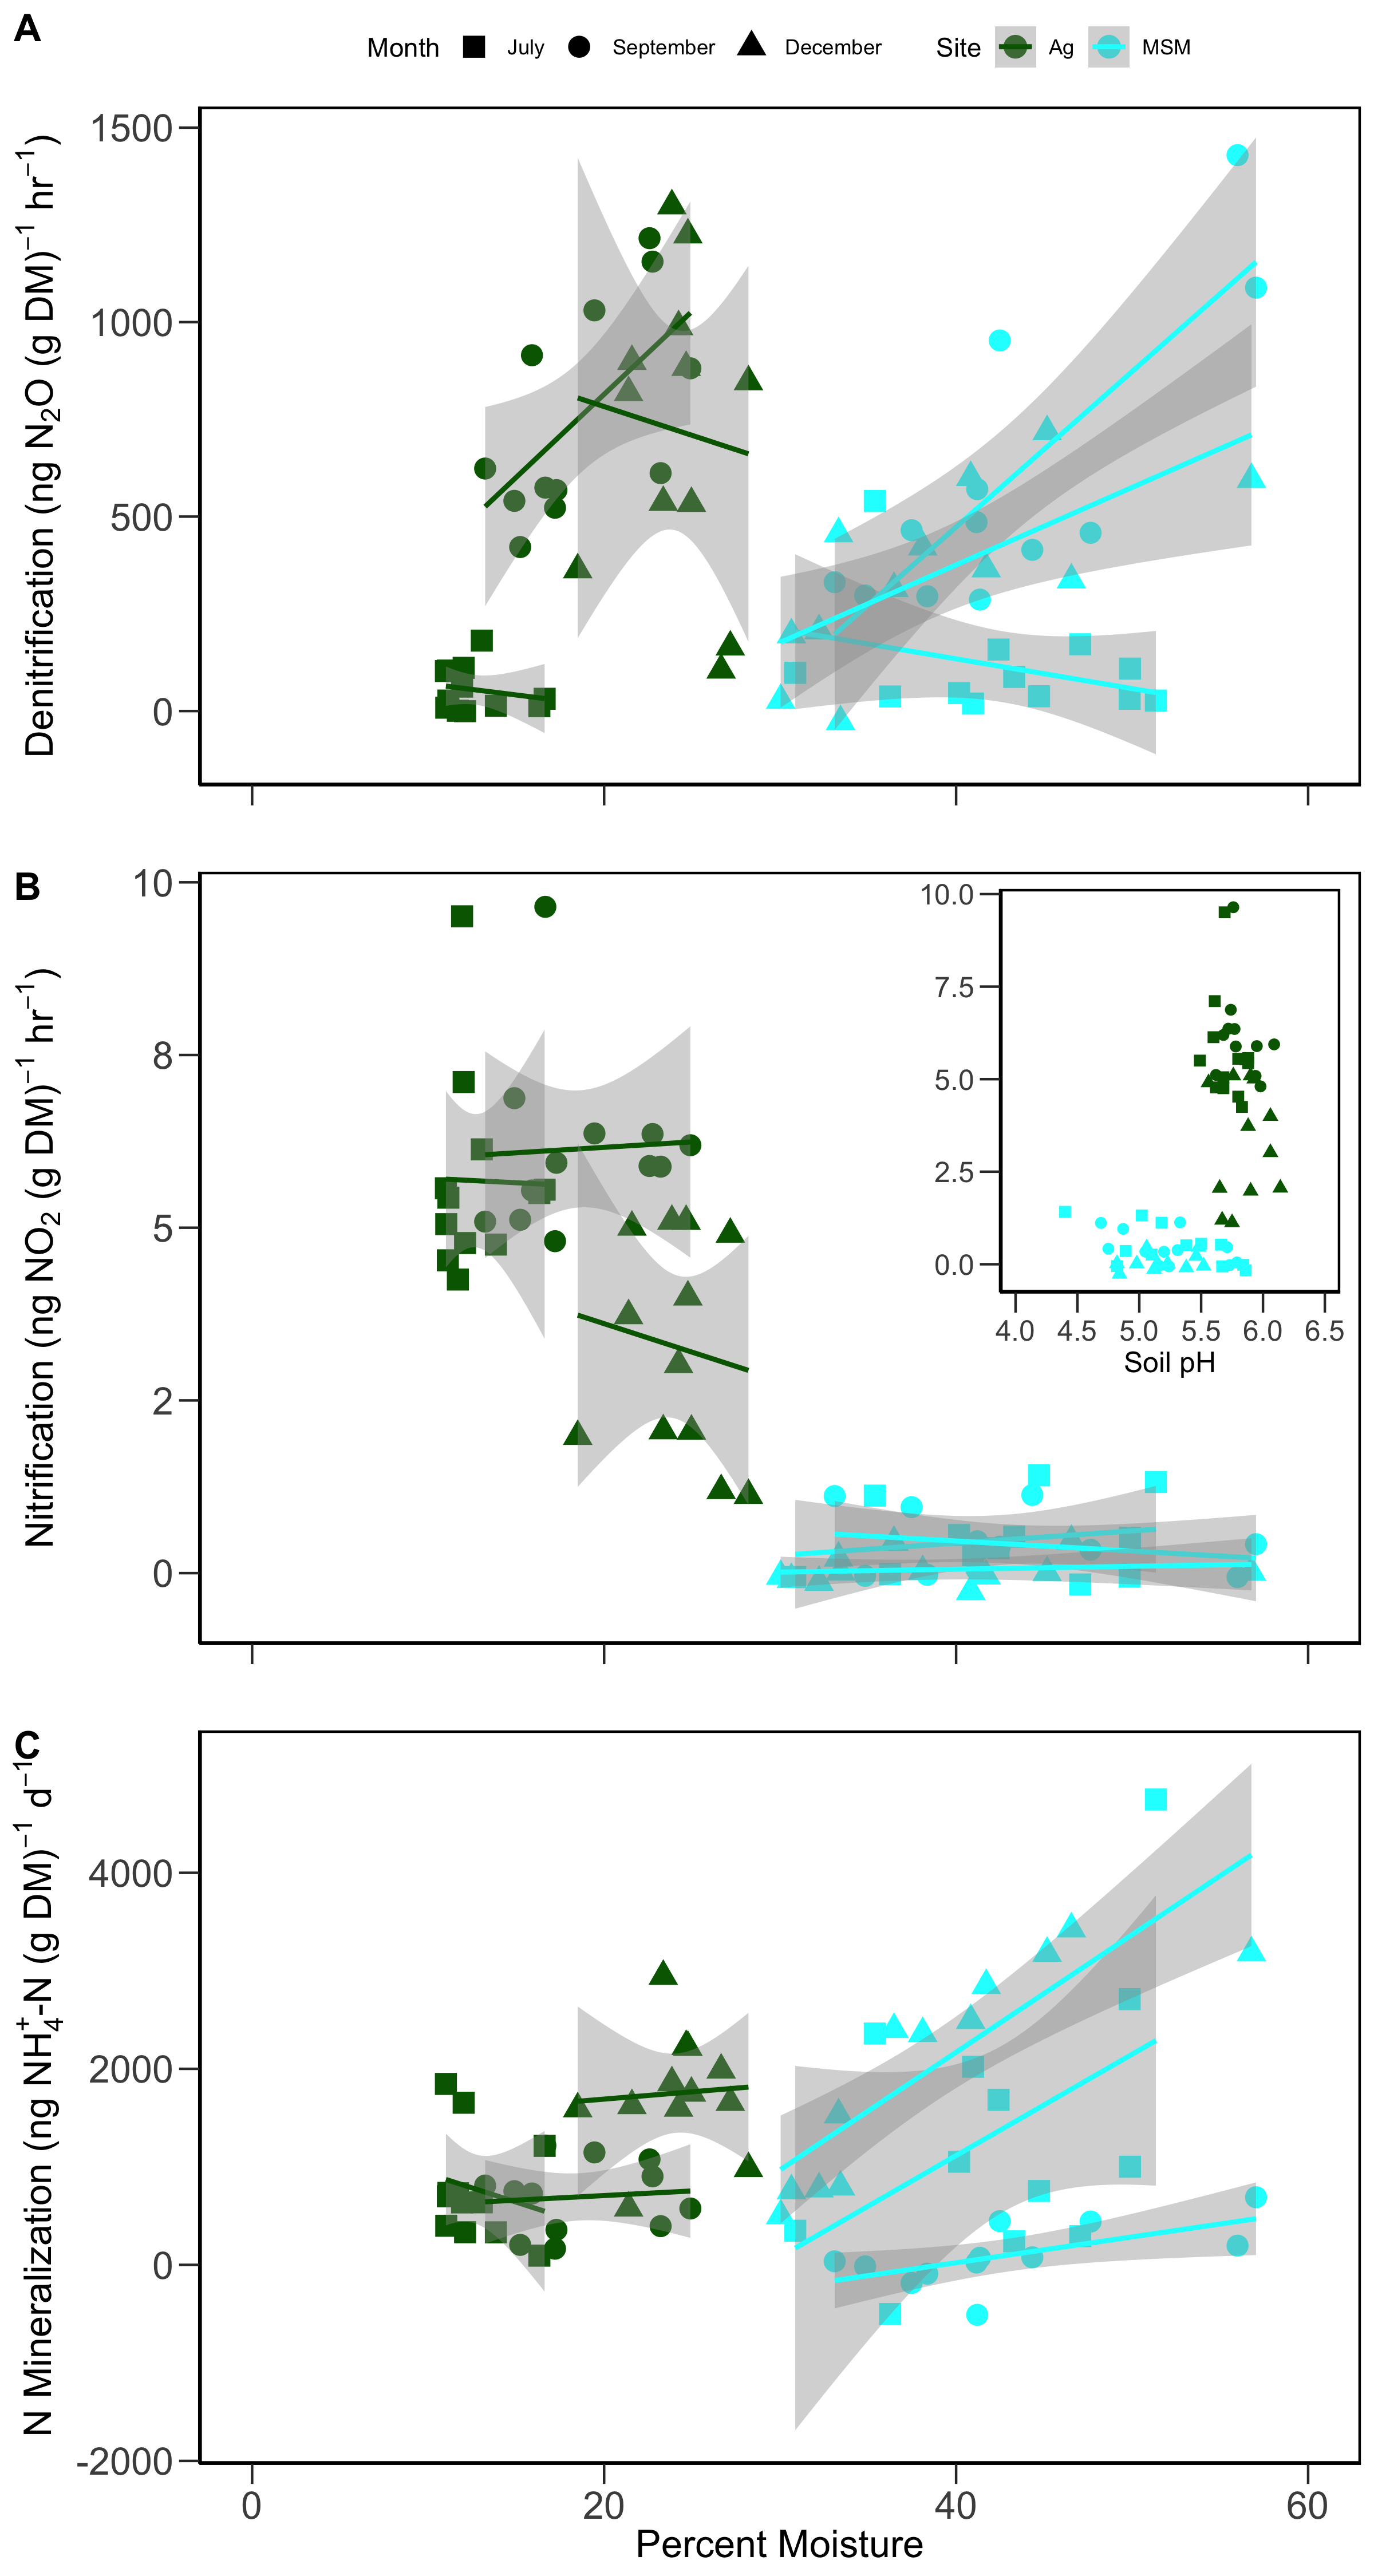 A
Month July September December Site Ag MSM
Denitrification (ng N₂O (g DM)⁻¹ hr⁻¹)
1500
1000
500
0
B
Nitrification (ng NO₂ (g DM)⁻¹ hr⁻¹)
10
8
5
2
0
10.0
7.5
5.0
2.5
0.0
4.0 4.5 5.0 5.5 6.0 6.5
Soil pH
C
N Mineralization (ng NH₄⁺-N (g DM)⁻¹ d⁻¹
4000
2000
0
-2000
0 20 40 60
Percent Moisture